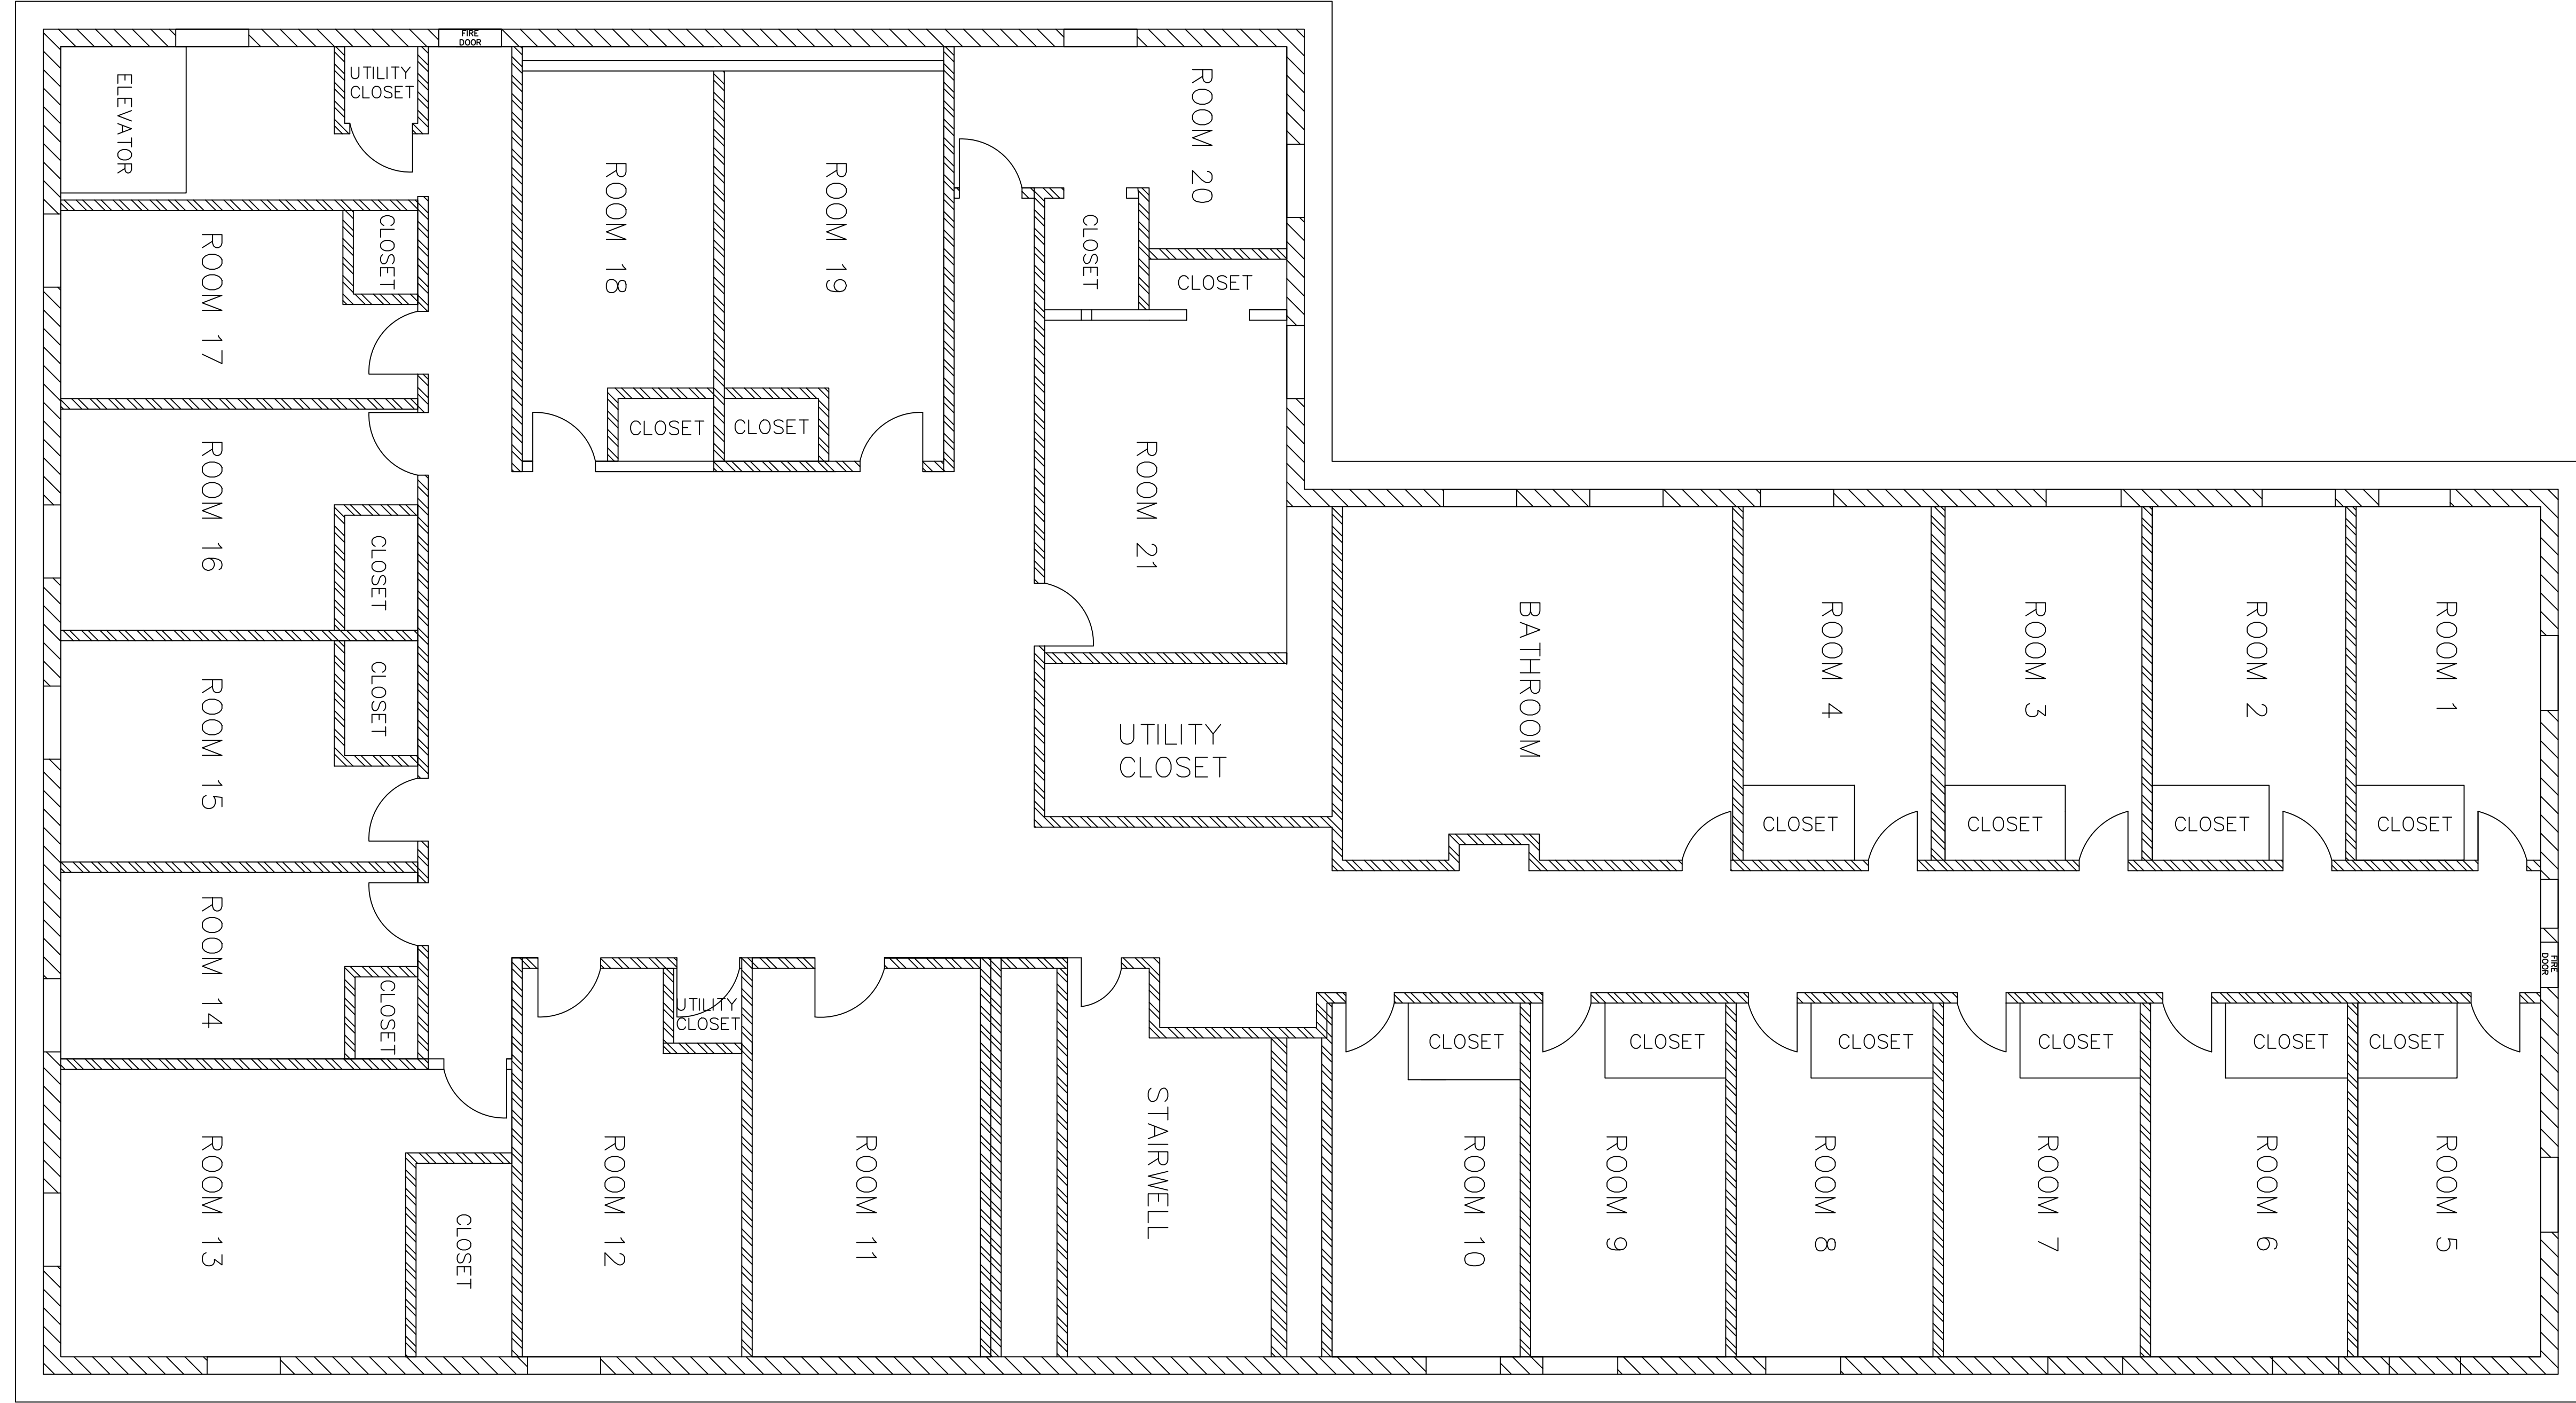 FIRE
DOOR
ELEVATOR
UTILITY
CLOSET
ROOM 20
ROOM 18
ROOM 19
CLOSET
CLOSET
CLOSET
ROOM 17
CLOSET
CLOSET
ROOM 16
CLOSET
ROOM 21
ROOM 15
CLOSET
UTILITY
CLOSET
BATHROOM
ROOM 4
ROOM 3
ROOM 2
ROOM 1
CLOSET
CLOSET
CLOSET
CLOSET
FIRE
DOOR
ROOM 14
CLOSET
UTILITY
CLOSET
CLOSET
CLOSET
CLOSET
CLOSET
CLOSET
CLOSET
ROOM 13
CLOSET
ROOM 12
ROOM 11
STAIRWELL
ROOM 10
ROOM 9
ROOM 8
ROOM 7
ROOM 6
ROOM 5